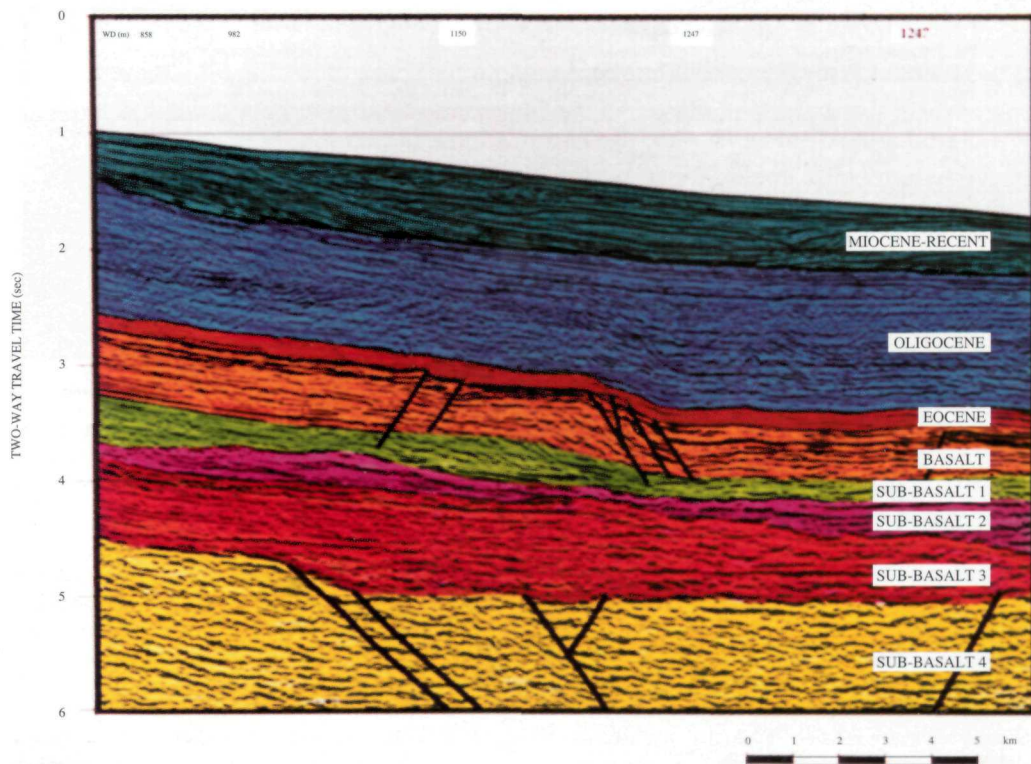 0
WD (m) 858 982 1150 1247 1247
1
2
3
4
5
6
TWO-WAY TRAVEL TIME (sec)
MIOCENE-RECENT
OLIGOCENE
EOCENE
BASALT
SUB-BASALT 1
SUB-BASALT 2
SUB-BASALT 3
SUB-BASALT 4
0 1 2 3 4 5 km